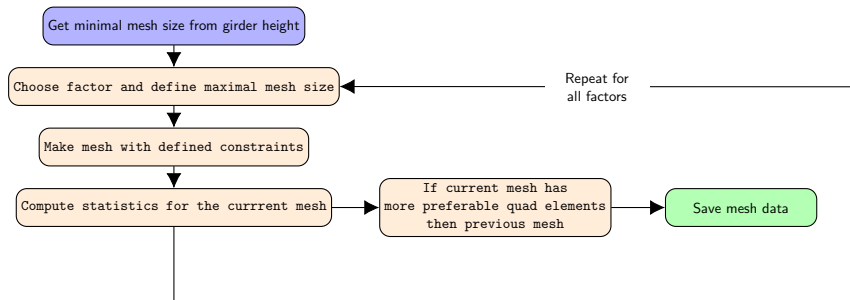 Get minimal mesh size from girder height
Choose factor and define maximal mesh size
Repeat for
all factors
Make mesh with defined constraints
Compute statistics for the currrent mesh
If current mesh has
more preferable quad elements
then previous mesh
Save mesh data